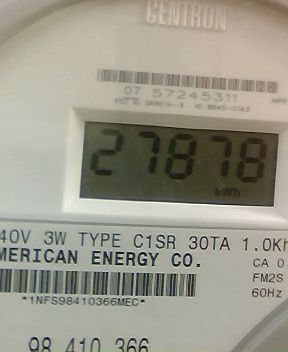 CENTRON®
07 57245311
27878
kWh
40V 3W TYPE C1SR 30TA 1.0Kh
MERICAN ENERGY CO.
CA 0
FM2S
60Hz
*1NFS98410366MEC*
98 410 366